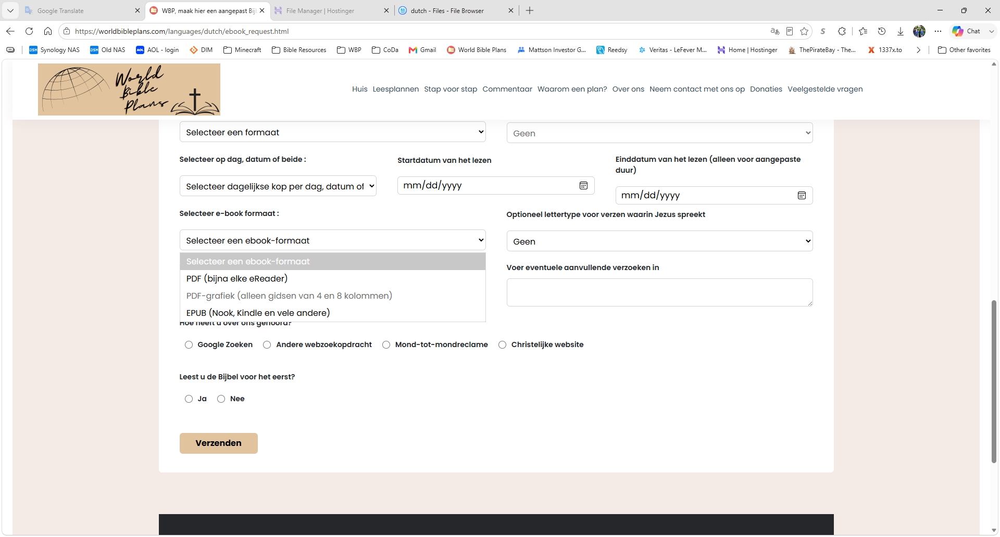 Google Translate
WBP, maak hier een aangepast Bij
File Manager | Hostinger
dutch - Files - File Browser
https://worldbibleplans.com/languages/dutch/ebook_request.html
Chat
Synology NAS
Old NAS
AOL - login
DIM
Minecraft
Bible Resources
WBP
CoDa
Gmail
World Bible Plans
Mattson Investor G...
Reedsy
Veritas - LeFever M...
Home | Hostinger
ThePirateBay - The...
1337x.to
Other favorites
World
Bible
Plans
Huis Leesplannen Stap voor stap Commentaar Waarom een plan? Over ons Neem contact met ons op Donaties Veelgestelde vragen
Selecteer een formaat
Geen
Selecteer op dag, datum of beide :
Startdatum van het lezen
Einddatum van het lezen (alleen voor aangepaste
duur)
Selecteer dagelijkse kop per dag, datum of
mm/dd/yyyy
mm/dd/yyyy
Selecteer e-book formaat :
Optioneel lettertype voor verzen waarin Jezus spreekt
Selecteer een ebook-formaat
Geen
Selecteer een ebook-formaat
PDF (bijna elke eReader)
PDF-grafiek (alleen gidsen van 4 en 8 kolommen)
EPUB (Nook, Kindle en vele andere)
Voer eventuele aanvullende verzoeken in
Hoe heeft u over ons gehoord?
Google Zoeken Andere webzoekopdracht Mond-tot-mondreclame Christelijke website
Leest u de Bijbel voor het eerst?
Ja Nee
Verzenden